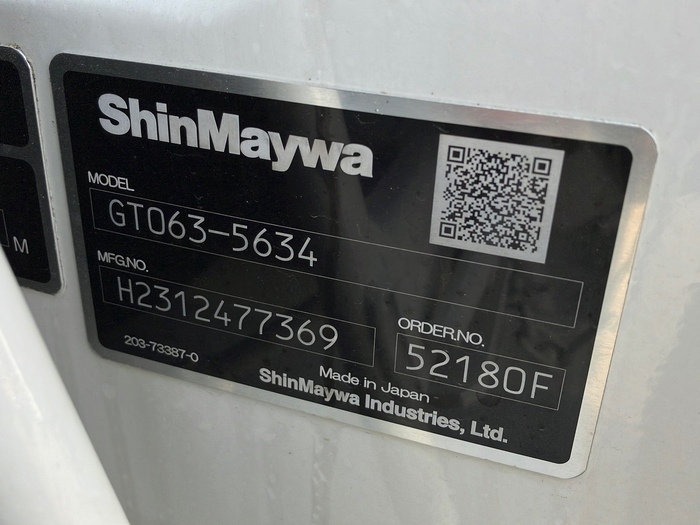 ShinMaywa
MODEL
GT063-5634
MFG.NO.
H2312477369
ORDER.NO.
52180F
203-73387-0
Made in Japan
ShinMaywa Industries, Ltd.
M